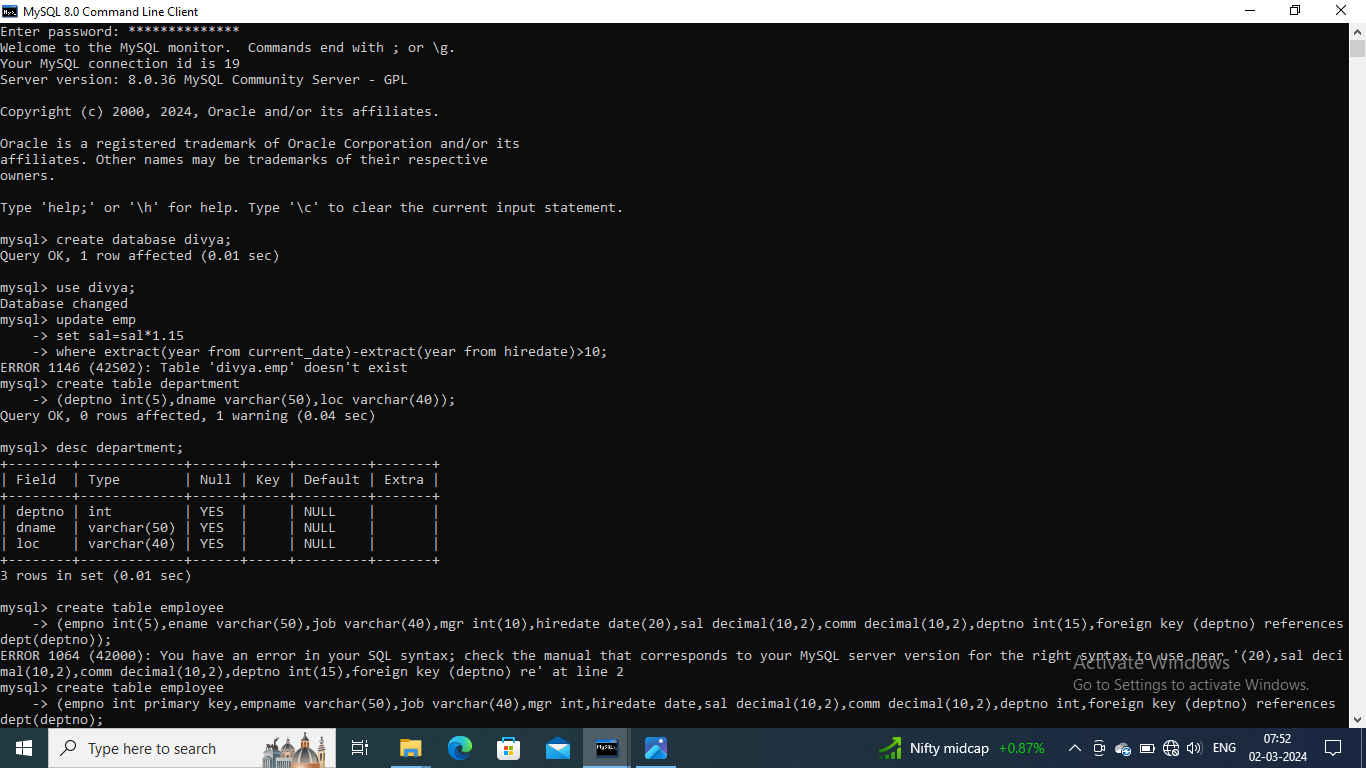 MySQL 8.0 Command Line Client
Enter password: **************
Welcome to the MySQL monitor.  Commands end with ; or \g.
Your MySQL connection id is 19
Server version: 8.0.36 MySQL Community Server - GPL
Copyright (c) 2000, 2024, Oracle and/or its affiliates.
Oracle is a registered trademark of Oracle Corporation and/or its
affiliates. Other names may be trademarks of their respective
owners.
Type 'help;' or '\h' for help. Type '\c' to clear the current input statement.
mysql> create database divya;
Query OK, 1 row affected (0.01 sec)
mysql> use divya;
Database changed
mysql> update emp
    -> set sal=sal*1.15
    -> where extract(year from current_date)-extract(year from hiredate)>10;
ERROR 1146 (42S02): Table 'divya.emp' doesn't exist
mysql> create table department
    -> (deptno int(5),dname varchar(50),loc varchar(40));
Query OK, 0 rows affected, 1 warning (0.04 sec)
mysql> desc department;
+--------+-------------+------+-----+---------+-------+
| Field  | Type        | Null | Key | Default | Extra |
+--------+-------------+------+-----+---------+-------+
| deptno | int         | YES  |     | NULL    |       |
| dname  | varchar(50) | YES  |     | NULL    |       |
| loc    | varchar(40) | YES  |     | NULL    |       |
+--------+-------------+------+-----+---------+-------+
3 rows in set (0.01 sec)
mysql> create table employee
    -> (empno int(5),ename varchar(50),job varchar(40),mgr int(10),hiredate date(20),sal decimal(10,2),comm decimal(10,2),deptno int(15),foreign key (deptno) references
dept(deptno));
ERROR 1064 (42000): You have an error in your SQL syntax; check the manual that corresponds to your MySQL server version for the right syntax to use near '(20),sal deci
mal(10,2),comm decimal(10,2),deptno int(15),foreign key (deptno) re' at line 2
mysql> create table employee
    -> (empno int primary key,empname varchar(50),job varchar(40),mgr int,hiredate date,sal decimal(10,2),comm decimal(10,2),deptno int,foreign key (deptno) references
dept(deptno);
Activate Windows
Go to Settings to activate Windows.
Type here to search
MySQL
Nifty midcap +0.87%
ENG
07:52
02-03-2024